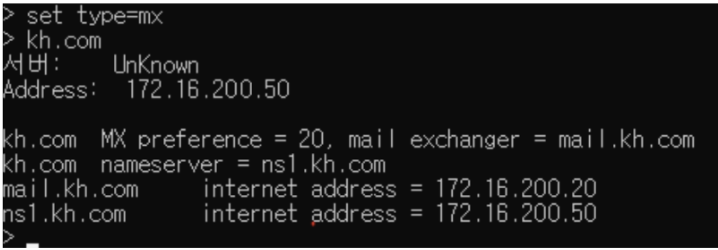 > set type=mx
> kh.com
서버:    UnKnown
Address:  172.16.200.50
kh.com  MX preference = 20, mail exchanger = mail.kh.com
kh.com  nameserver = ns1.kh.com
mail.kh.com     internet address = 172.16.200.20
ns1.kh.com      internet address = 172.16.200.50
>